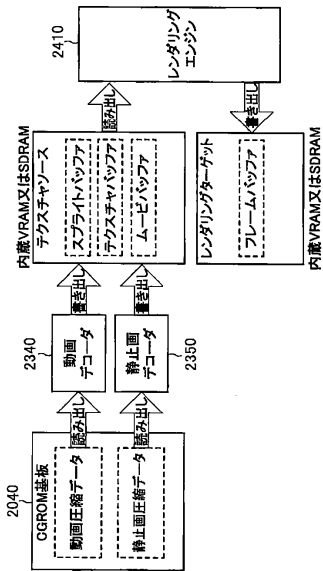 2040
CGROM基板
動画圧縮データ
静止画圧縮データ
読み出し
読み出し
2340
動画
デコーダ
静止画
デコーダ
2350
書き出し
書き出し
内蔵VRAM又はSDRAM
テクスチャソース
スプライトバッファ
テクスチャバッファ
ムービバッファ
読み出し
2410
レンダリング
エンジン
書き出し
レンダリングターゲット
フレームバッファ
内蔵VRAM又はSDRAM